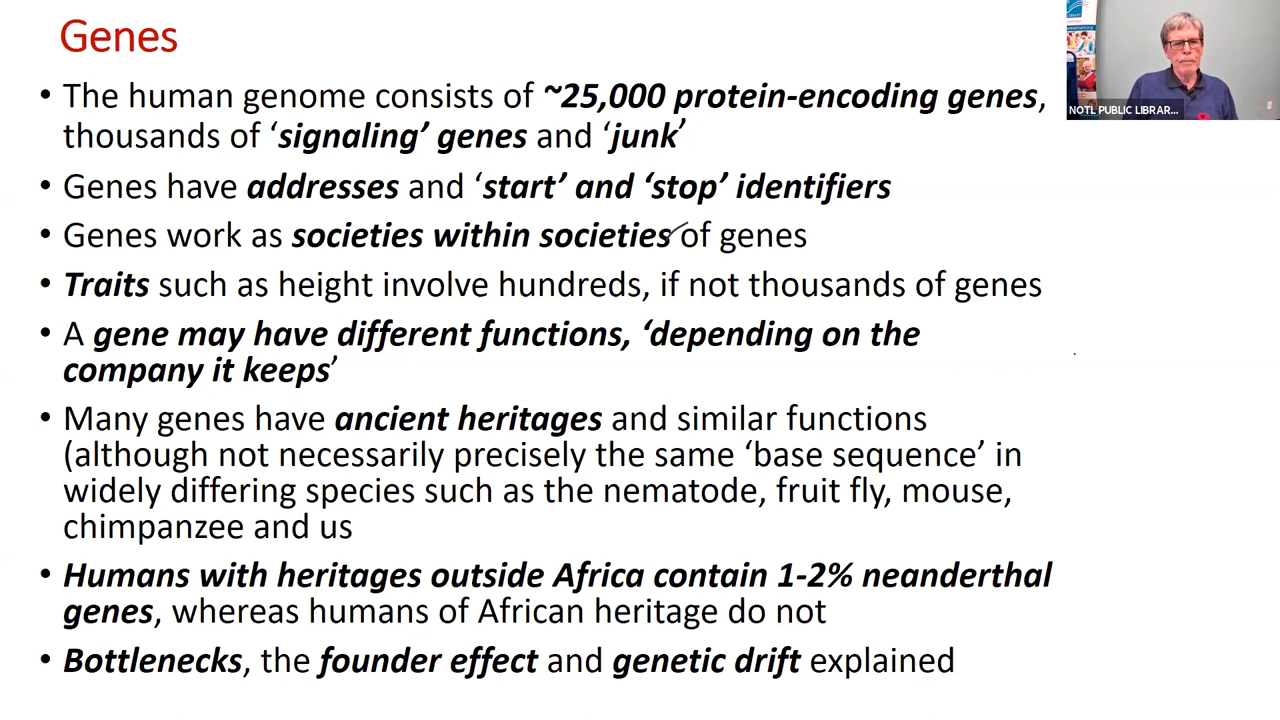 Genes
• The human genome consists of ~25,000 protein-encoding genes,
thousands of ‘signaling’ genes and ‘junk’
• Genes have addresses and ‘start’ and ‘stop’ identifiers
• Genes work as societies within societies of genes
• Traits such as height involve hundreds, if not thousands of genes
• A gene may have different functions, ‘depending on the
company it keeps’
• Many genes have ancient heritages and similar functions
(although not necessarily precisely the same ‘base sequence’ in
widely differing species such as the nematode, fruit fly, mouse,
chimpanzee and us
• Humans with heritages outside Africa contain 1-2% neanderthal
genes, whereas humans of African heritage do not
• Bottlenecks, the founder effect and genetic drift explained
NOTL PUBLIC LIBRAR...